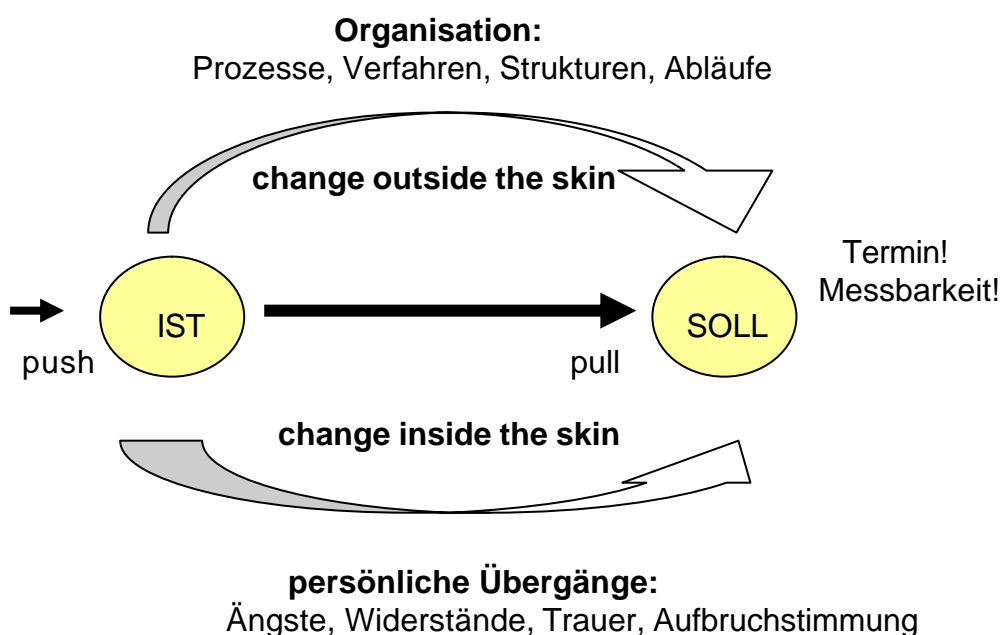 Organisation:
Prozesse, Verfahren, Strukturen, Abläufe
change outside the skin
Termin!
Messbarkeit!
IST
SOLL
push
pull
change inside the skin
persönliche Übergänge:
Ängste, Widerstände, Trauer, Aufbruchstimmung